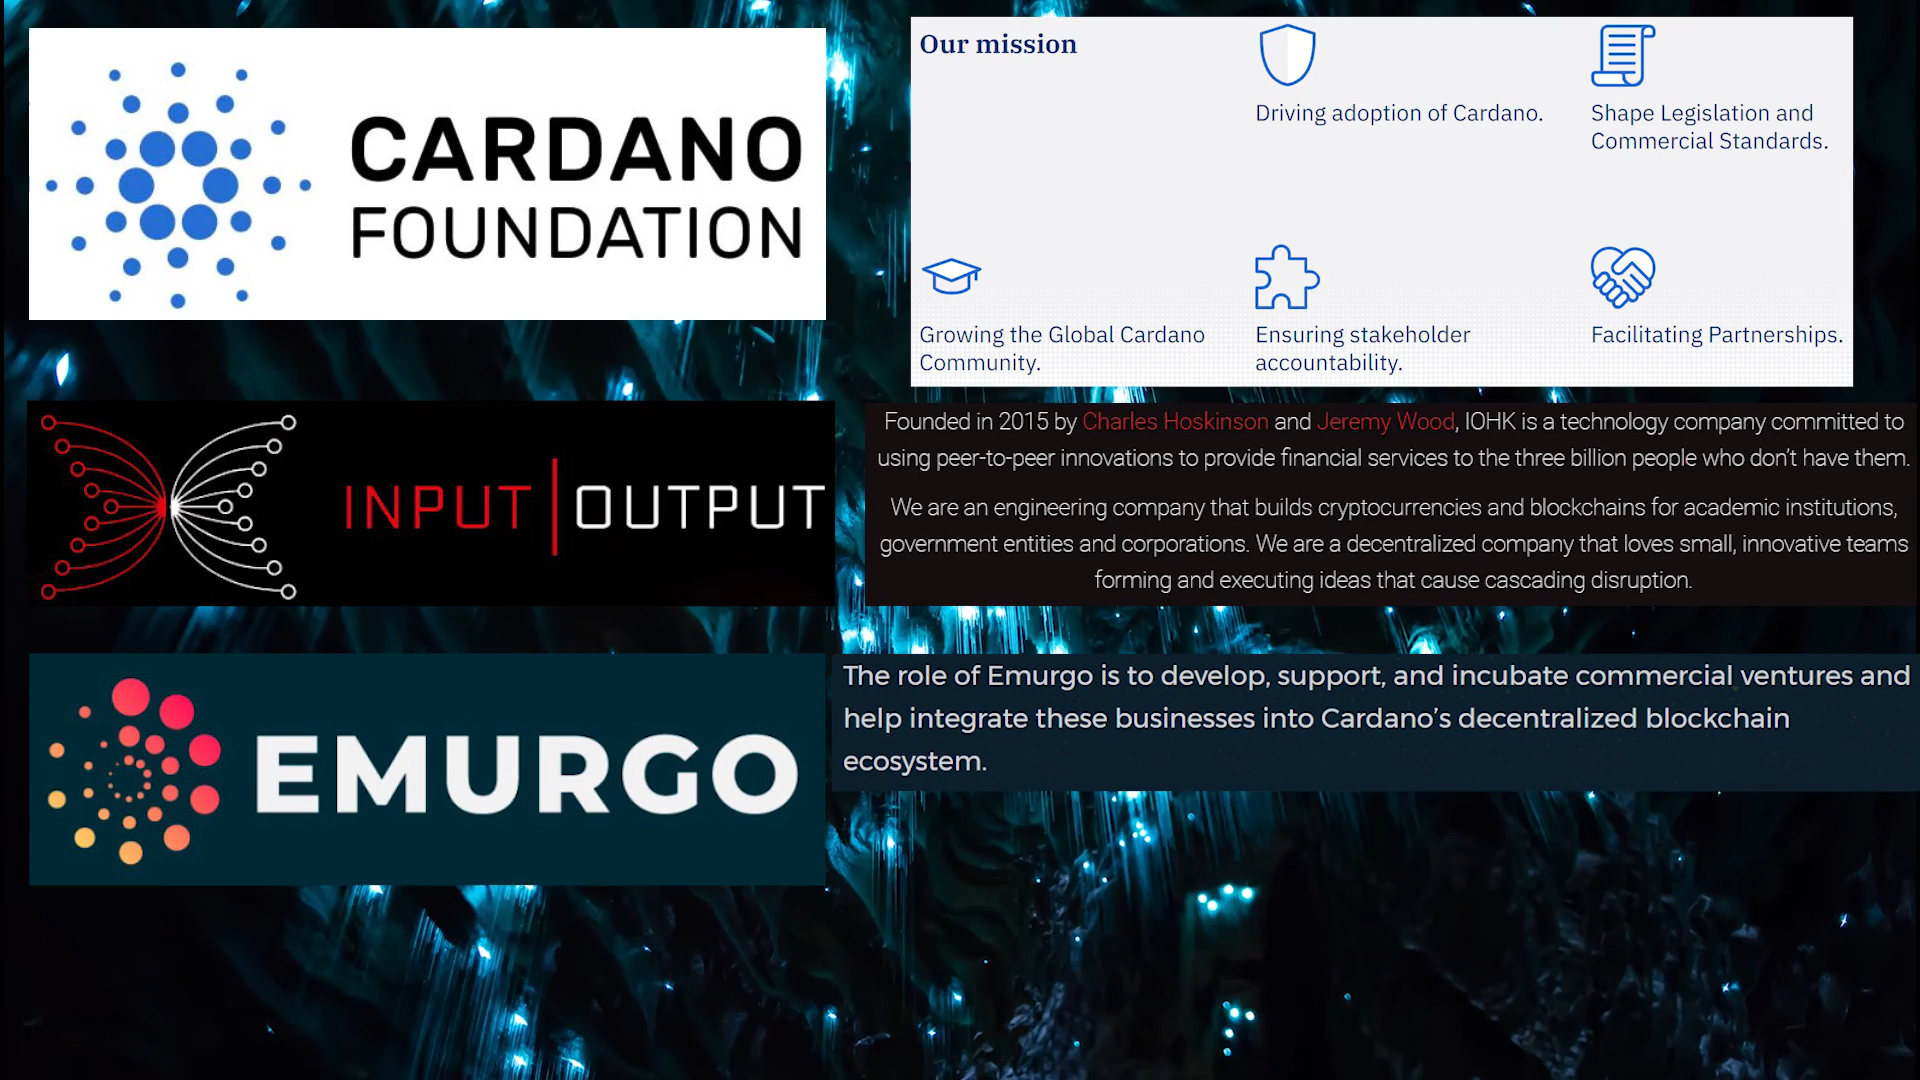 CARDANO
FOUNDATION
Our mission
Driving adoption of Cardano.
Shape Legislation and
Commercial Standards.
Growing the Global Cardano
Community.
Ensuring stakeholder
accountability.
Facilitating Partnerships.
INPUT | OUTPUT
Founded in 2015 by Charles Hoskinson and Jeremy Wood, IOHK is a technology company committed to
using peer-to-peer innovations to provide financial services to the three billion people who don't have them.
We are an engineering company that builds cryptocurrencies and blockchains for academic institutions,
government entities and corporations. We are a decentralized company that loves small, innovative teams
forming and executing ideas that cause cascading disruption.
EMURGO
The role of Emurgo is to develop, support, and incubate commercial ventures and
help integrate these businesses into Cardano’s decentralized blockchain
ecosystem.